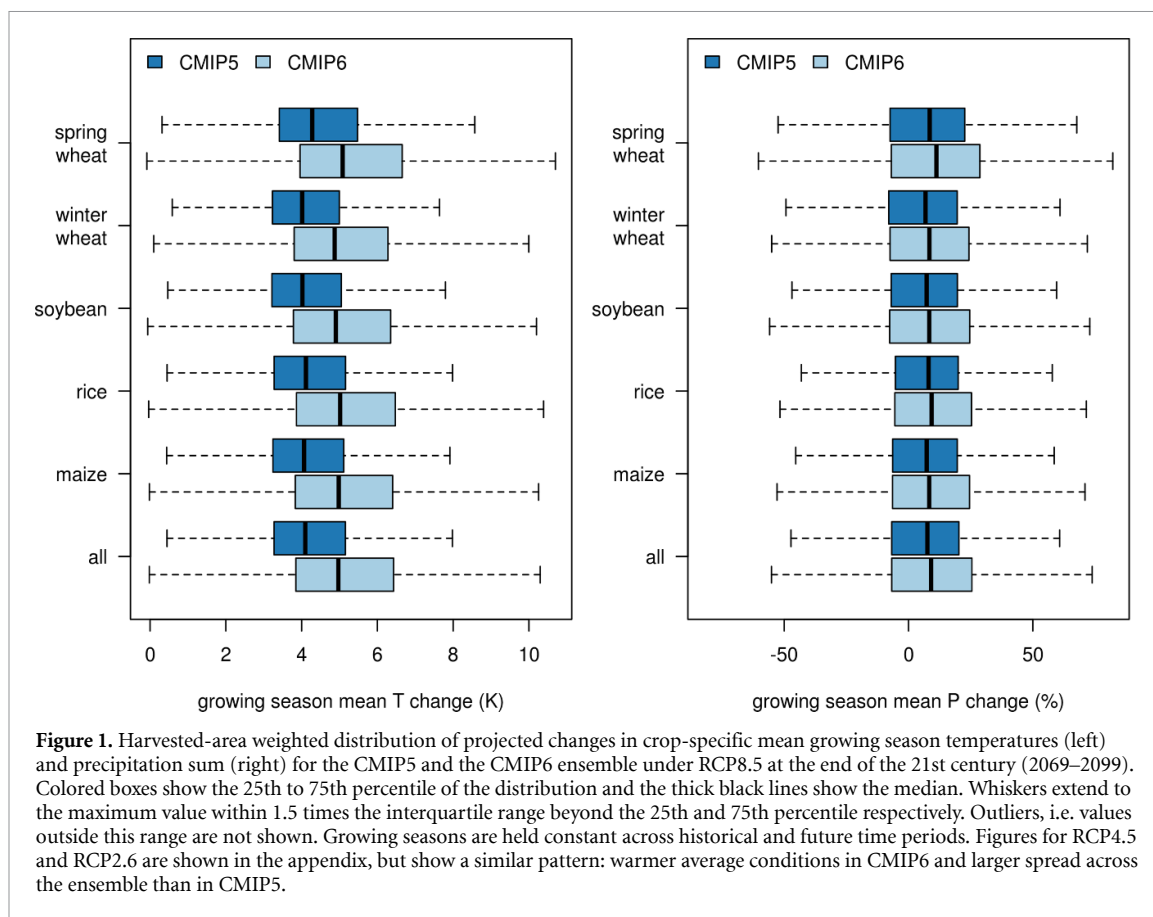 CMIP5 CMIP6
spring
wheat
winter
wheat
soybean
rice
maize
all
0 2 4 6 8 10
growing season mean T change (K)
CMIP5 CMIP6
spring
wheat
winter
wheat
soybean
rice
maize
all
-50 0 50
growing season mean P change (%)
Figure 1. Harvested-area weighted distribution of projected changes in crop-specific mean growing season temperatures (left)
and precipitation sum (right) for the CMIP5 and the CMIP6 ensemble under RCP8.5 at the end of the 21st century (2069–2099).
Colored boxes show the 25th to 75th percentile of the distribution and the thick black lines show the median. Whiskers extend to
the maximum value within 1.5 times the interquartile range beyond the 25th and 75th percentile respectively. Outliers, i.e. values
outside this range are not shown. Growing seasons are held constant across historical and future time periods. Figures for RCP4.5
and RCP2.6 are shown in the appendix, but show a similar pattern: warmer average conditions in CMIP6 and larger spread across
the ensemble than in CMIP5.